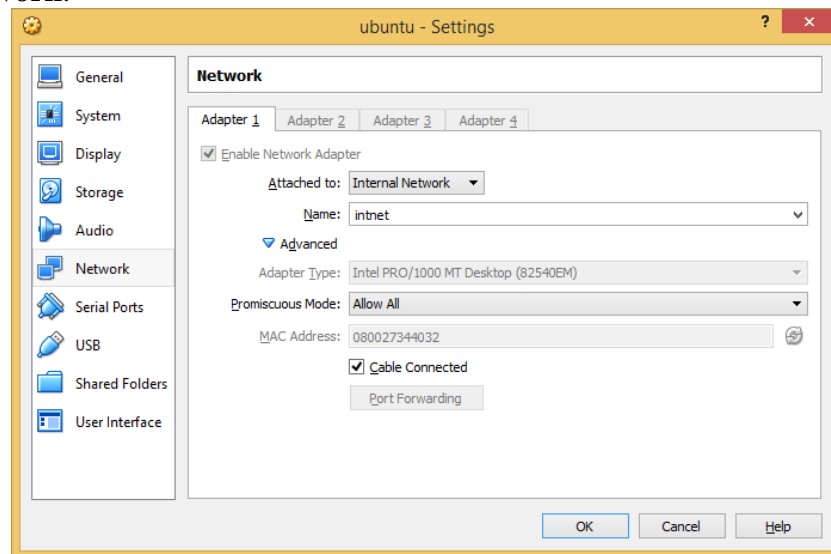 ubuntu - Settings
?
×
General
System
Display
Storage
Audio
Network
Serial Ports
USB
Shared Folders
User Interface
Network
Adapter 1 Adapter 2 Adapter 3 Adapter 4
Enable Network Adapter
Attached to: Internal Network
Name: intnet
Advanced
Adapter Type: Intel PRO/1000 MT Desktop (82540EM)
Promiscuous Mode: Allow All
MAC Address: 080027344032
Cable Connected
Port Forwarding
OK Cancel Help